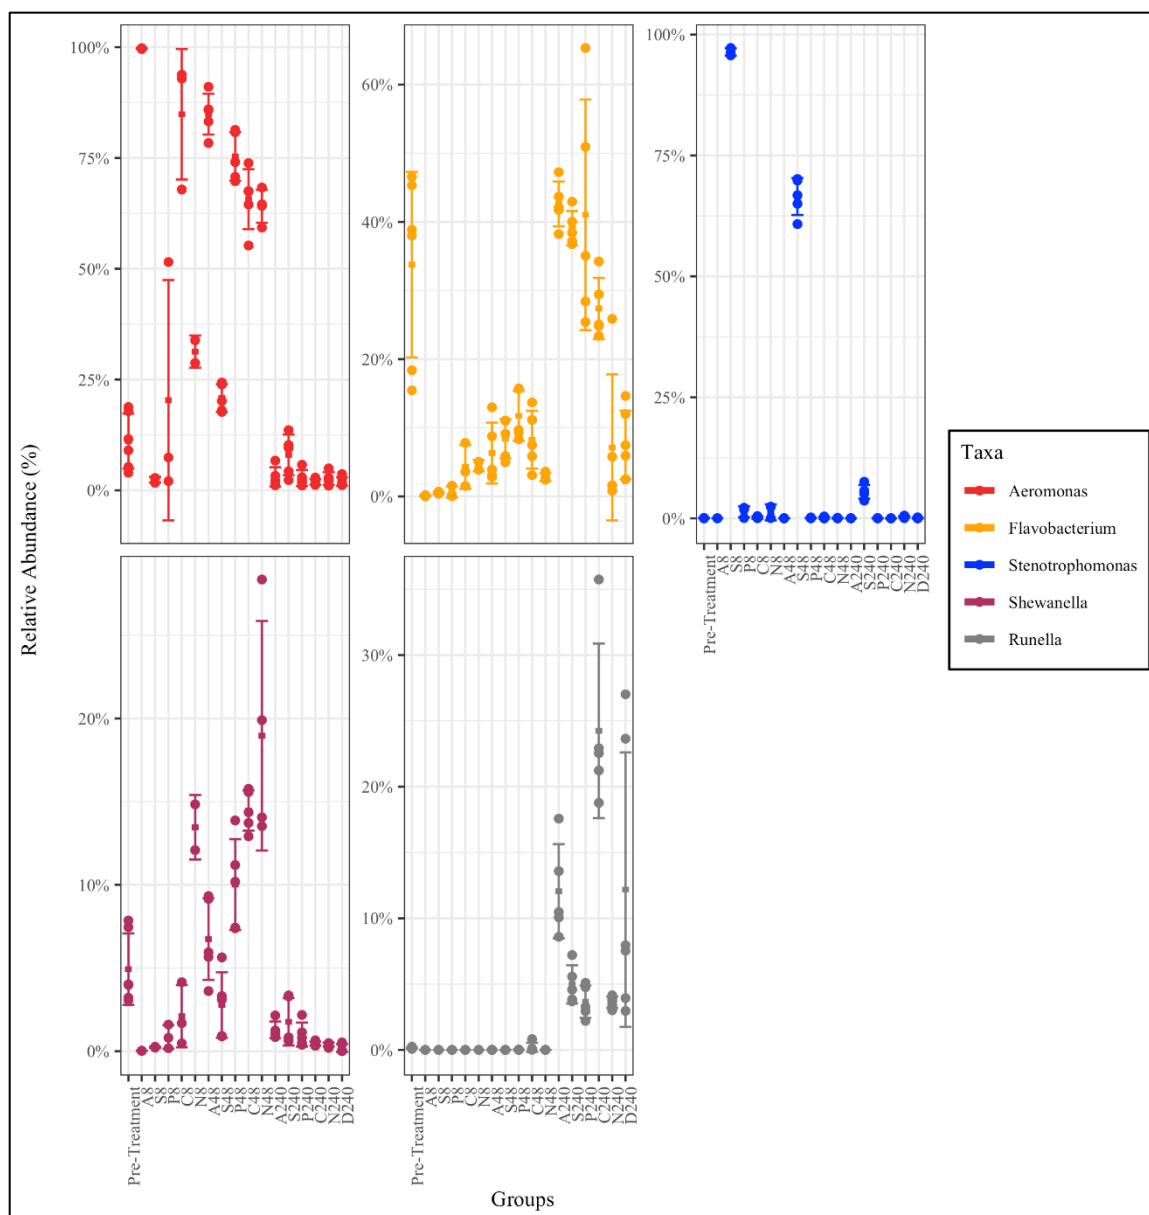 Relative Abundance (%)
100%
75%
50%
25%
0%
60%
40%
20%
0%
100%
75%
50%
25%
0%
Pre-Treatment
A8
S8
P8
C8
N8
A48
S48
P48
C48
N48
A240
S240
P240
C240
N240
D240
Taxa
Aeromonas
Flavobacterium
Stenotrophomonas
Shewanella
Runella
20%
10%
0%
Pre-Treatment
A8
S8
P8
C8
N8
A48
S48
P48
C48
N48
A240
S240
P240
C240
N240
D240
30%
20%
10%
0%
Pre-Treatment
A8
S8
P8
C8
N8
A48
S48
P48
C48
N48
A240
S240
P240
C240
N240
D240
Groups